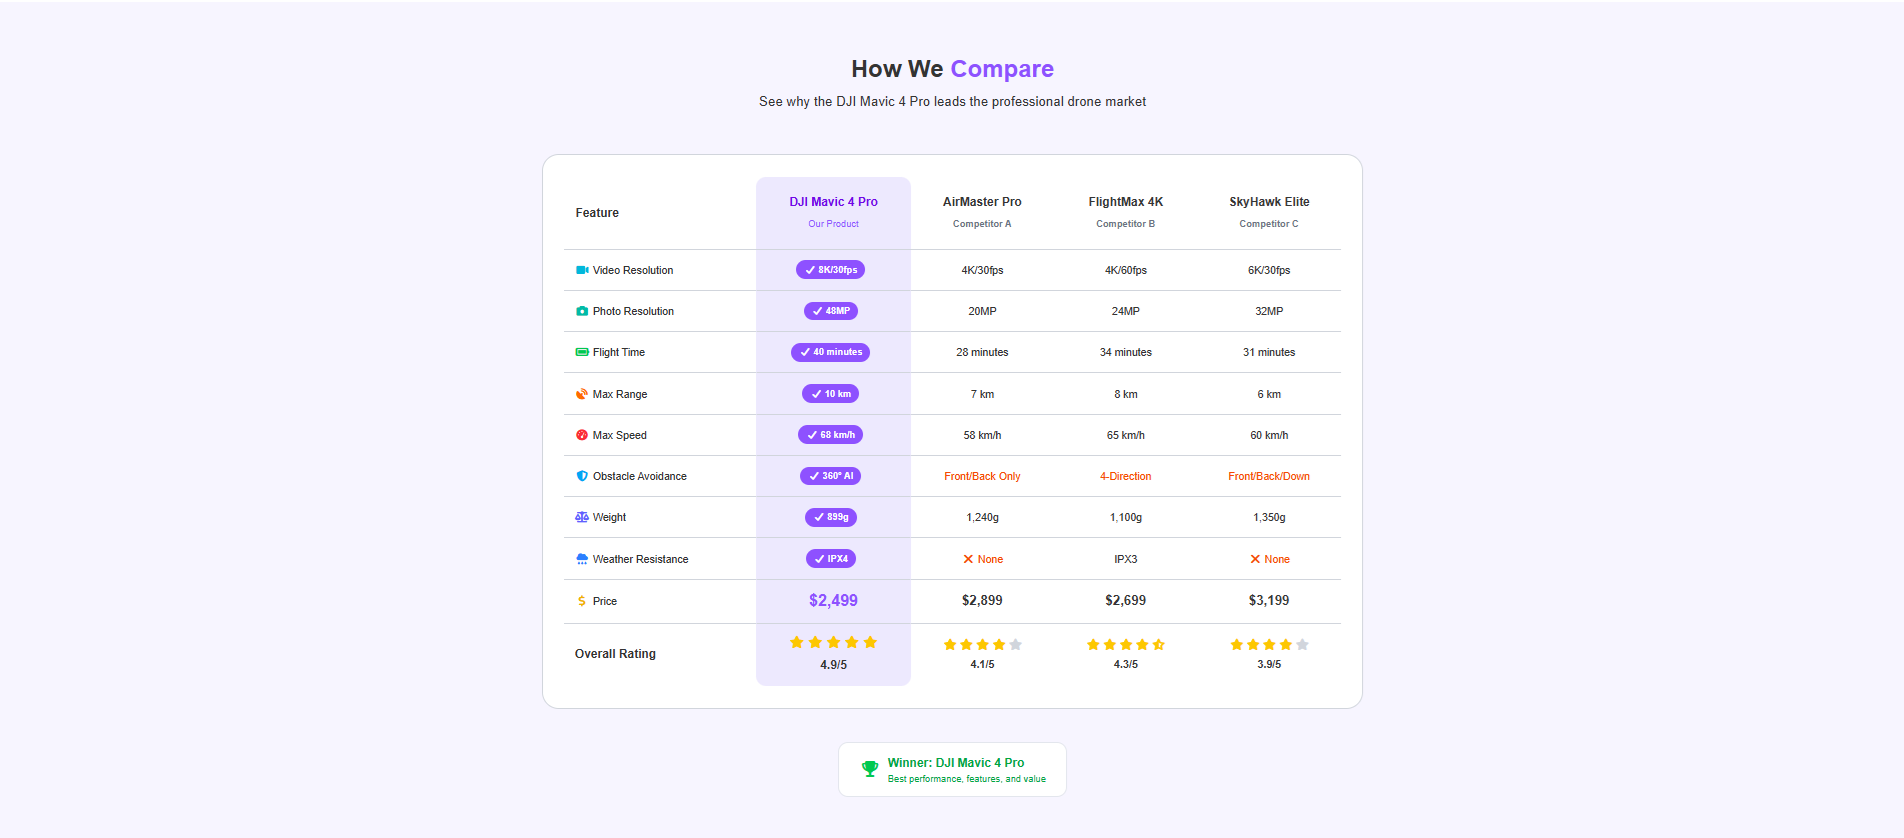 How We Compare
See why the DJI Mavic 4 Pro leads the professional drone market
Feature
DJI Mavic 4 Pro
Our Product
AirMaster Pro
Competitor A
FlightMax 4K
Competitor B
SkyHawk Elite
Competitor C
Video Resolution 8K/30fps 4K/30fps 4K/60fps 6K/30fps
Photo Resolution 48MP 20MP 24MP 32MP
Flight Time 40 minutes 28 minutes 34 minutes 31 minutes
Max Range 10 km 7 km 8 km 6 km
Max Speed 68 km/h 58 km/h 65 km/h 60 km/h
Obstacle Avoidance 360° AI Front/Back Only 4-Direction Front/Back/Down
Weight 899g 1,240g 1,100g 1,350g
Weather Resistance IPX4 None IPX3 None
Price $2,499 $2,899 $2,699 $3,199
Overall Rating 4.9/5 4.1/5 4.3/5 3.9/5
Winner: DJI Mavic 4 Pro
Best performance, features, and value